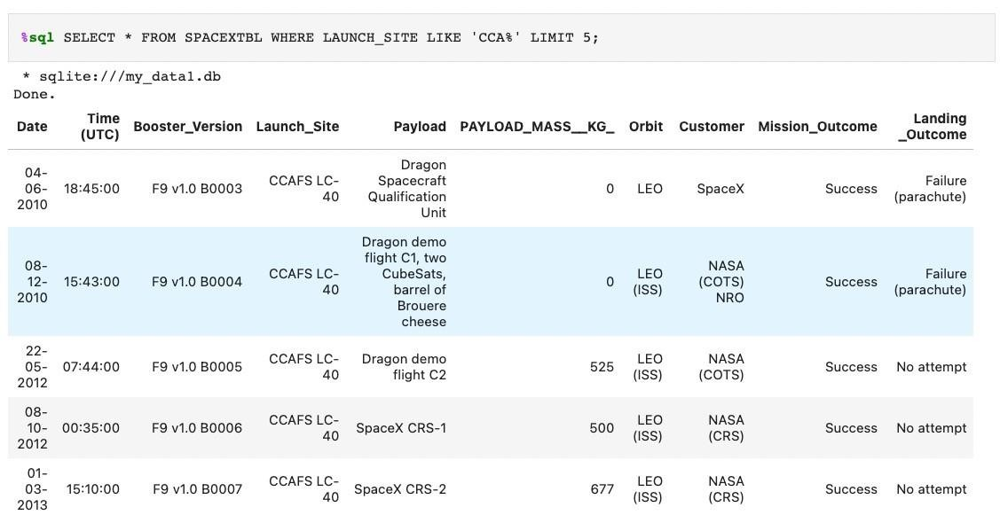 %sql SELECT * FROM SPACEXTBL WHERE LAUNCH_SITE LIKE 'CCA%' LIMIT 5;
* sqlite:///my_data1.db
Done.
Date Time (UTC) Booster_Version Launch_Site Payload PAYLOAD_MASS__KG_ Orbit Customer Mission_Outcome Landing _Outcome
04-06-2010 18:45:00 F9 v1.0 B0003 CCAFS LC-40 Dragon Spacecraft Qualification Unit 0 LEO SpaceX Success Failure (parachute)
08-12-2010 15:43:00 F9 v1.0 B0004 CCAFS LC-40 Dragon demo flight C1, two CubeSats, barrel of Brouere cheese 0 LEO (ISS) NASA (COTS) NRO Success Failure (parachute)
22-05-2012 07:44:00 F9 v1.0 B0005 CCAFS LC-40 Dragon demo flight C2 525 LEO (ISS) NASA (COTS) Success No attempt
08-10-2012 00:35:00 F9 v1.0 B0006 CCAFS LC-40 SpaceX CRS-1 500 LEO (ISS) NASA (CRS) Success No attempt
01-03-2013 15:10:00 F9 v1.0 B0007 CCAFS LC-40 SpaceX CRS-2 677 LEO (ISS) NASA (CRS) Success No attempt